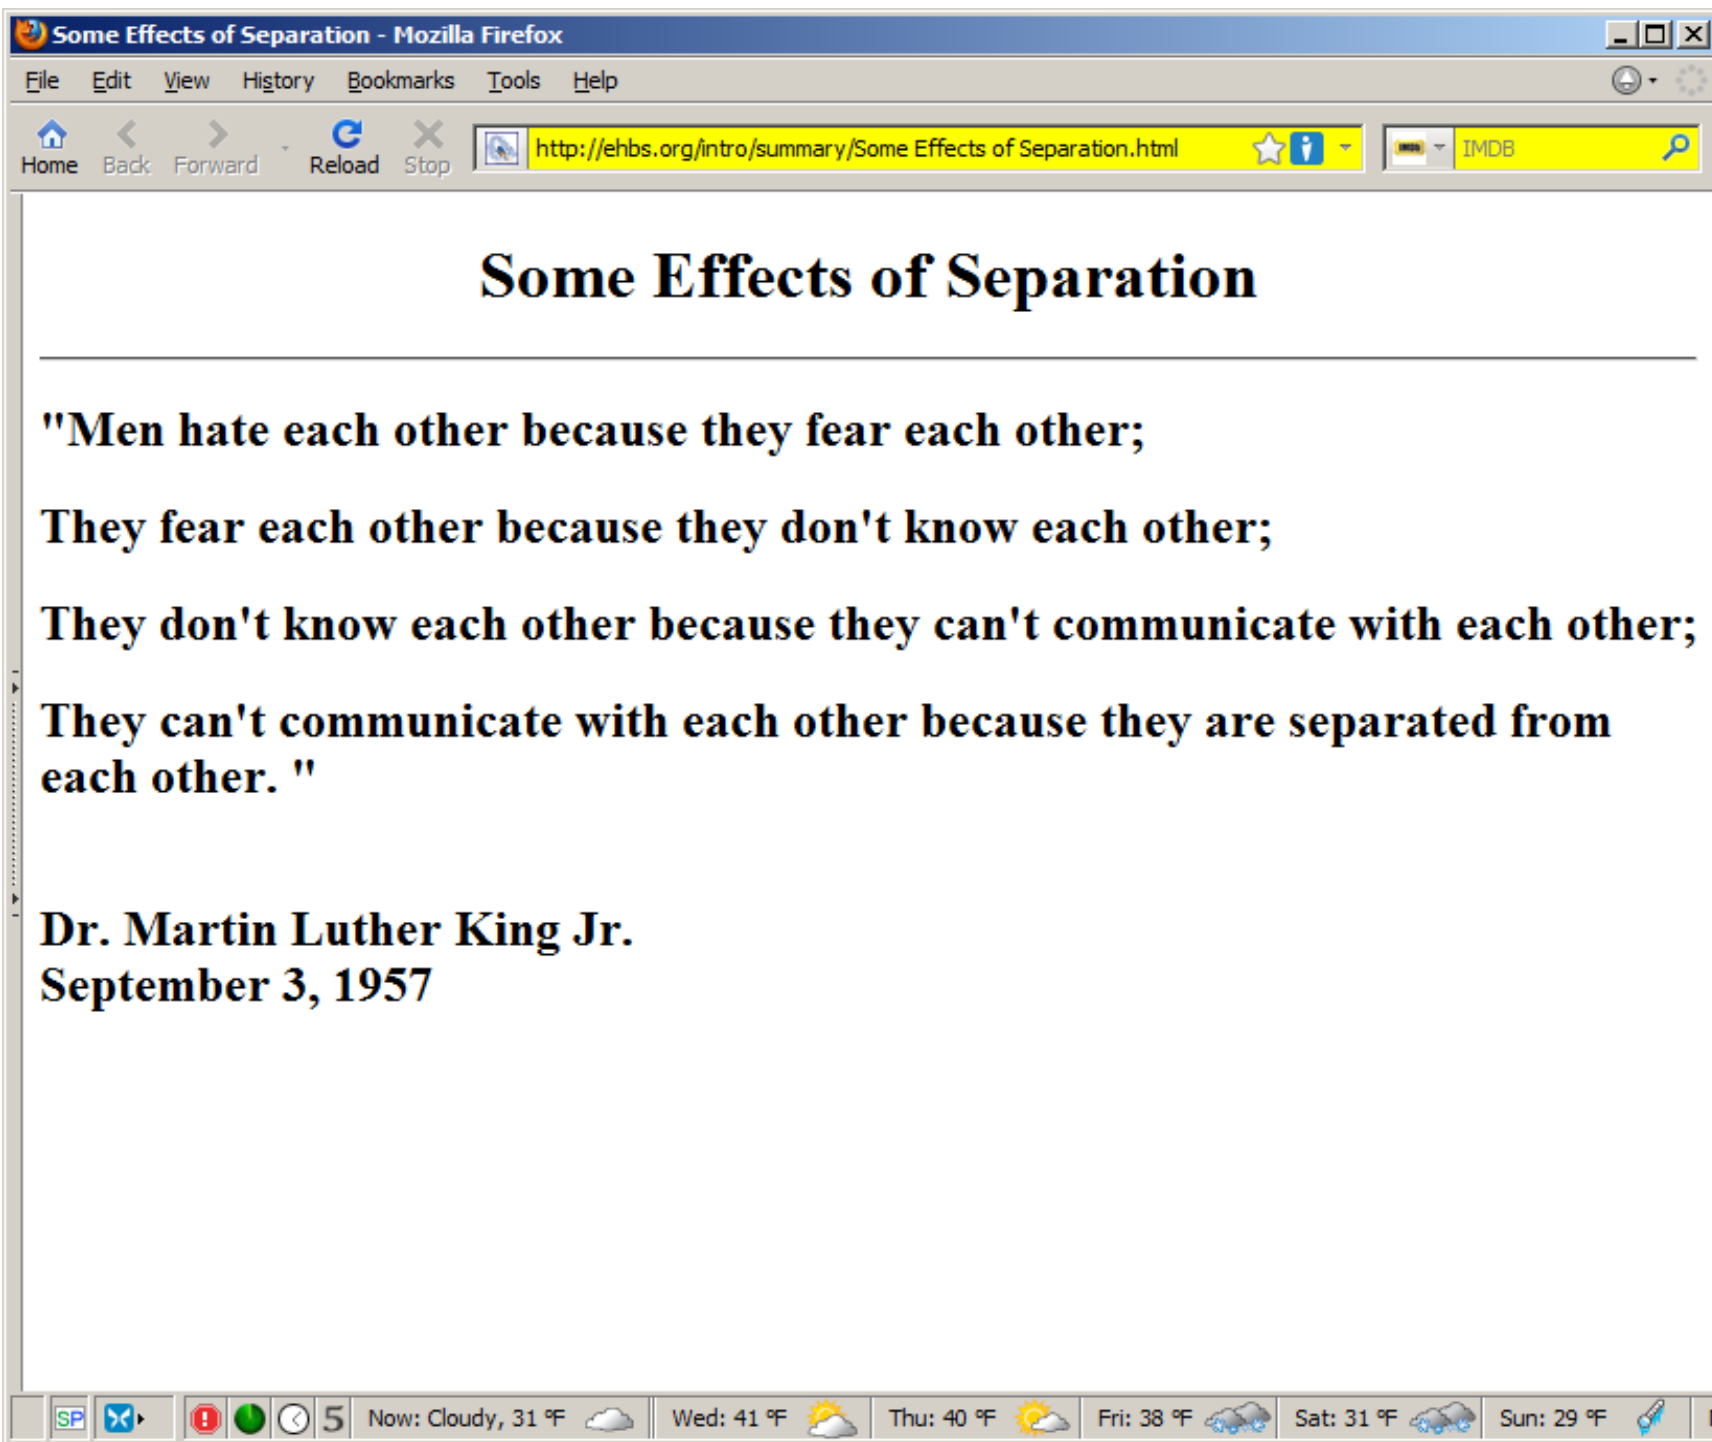 Some Effects of Separation - Mozilla Firefox
File Edit View History Bookmarks Tools Help
Home Back Forward Reload Stop
http://ehbs.org/intro/summary/Some Effects of Separation.html
IMDB
Some Effects of Separation
"Men hate each other because they fear each other;
They fear each other because they don't know each other;
They don't know each other because they can't communicate with each other;
They can't communicate with each other because they are separated from
each other. "
Dr. Martin Luther King Jr.
September 3, 1957
SP 5 Now: Cloudy, 31 °F Wed: 41 °F Thu: 40 °F Fri: 38 °F Sat: 31 °F Sun: 29 °F